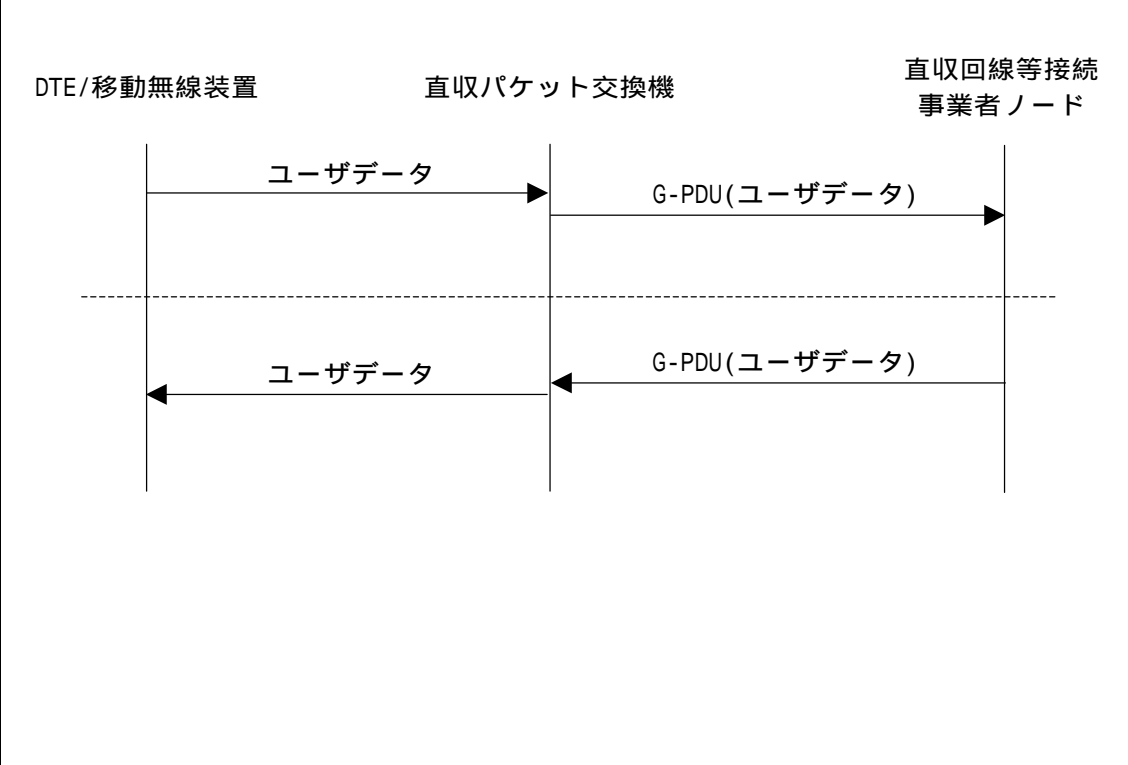 DTE/移動無線装置
直収パケット交換機
直収回線等接続
事業者ノード
ユーザデータ
G-PDU(ユーザデータ)
G-PDU(ユーザデータ)
ユーザデータ